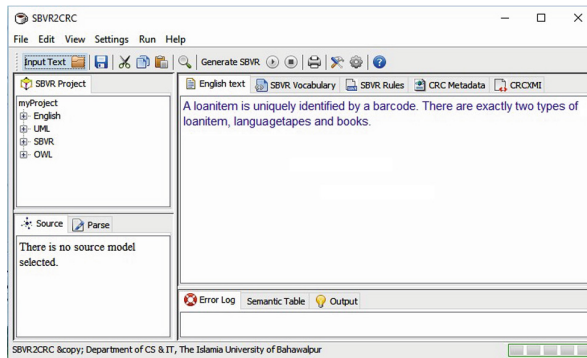 SBVR2CRC
File Edit View Settings Run Help
Input Text Generate SBVR
SBVR Project
myProject
English
UML
SBVR
OWL
English text SBVR Vocabulary SBVR Rules CRC Metadata CRCXMI
A loanitem is uniquely identified by a barcode. There are exactly two types of
loanitem, languagetapes and books.
Source Parse
There is no source model
selected.
Error Log Semantic Table Output
SBVR2CRC &copy; Department of CS & IT, The Islamia University of Bahawalpur